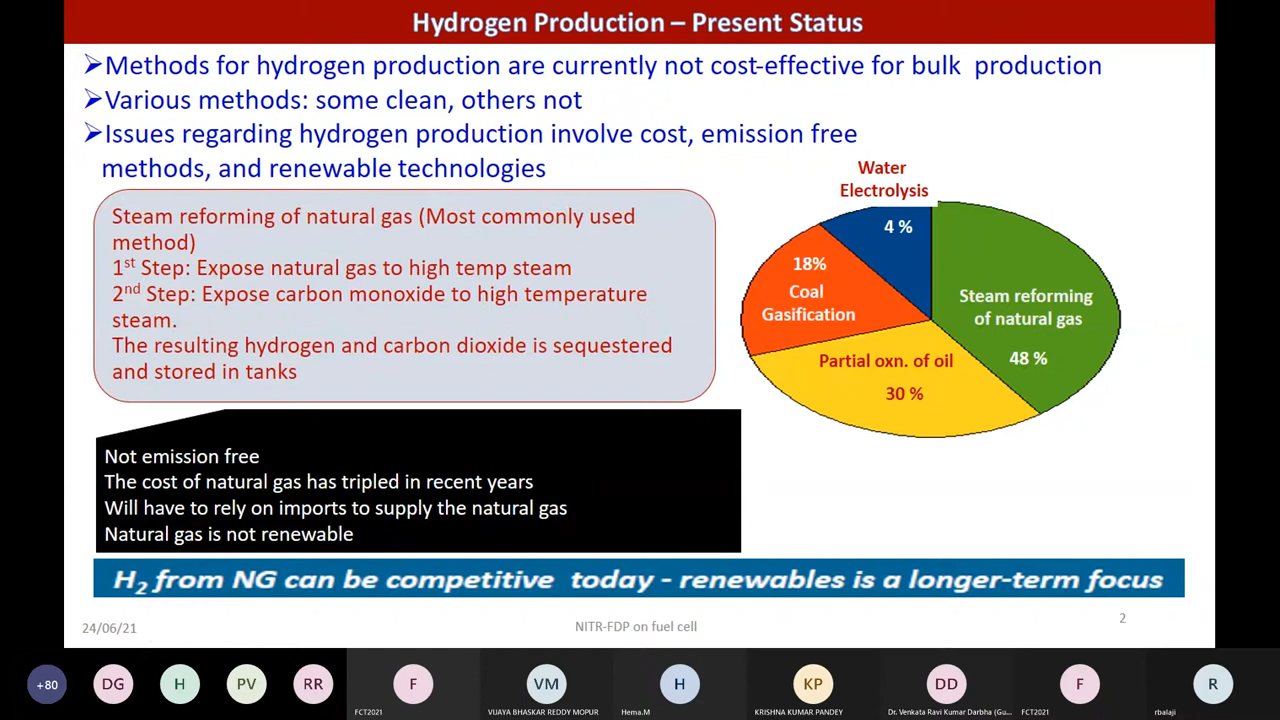 Hydrogen Production – Present Status
➢Methods for hydrogen production are currently not cost-effective for bulk production
➢Various methods: some clean, others not
➢Issues regarding hydrogen production involve cost, emission free
methods, and renewable technologies
Steam reforming of natural gas (Most commonly used
method)
1st Step: Expose natural gas to high temp steam
2nd Step: Expose carbon monoxide to high temperature
steam.
The resulting hydrogen and carbon dioxide is sequestered
and stored in tanks
Water
Electrolysis
4 %
18%
Coal
Gasification
Steam reforming
of natural gas
48 %
Partial oxn. of oil
30 %
Not emission free
The cost of natural gas has tripled in recent years
Will have to rely on imports to supply the natural gas
Natural gas is not renewable
H2 from NG can be competitive today - renewables is a longer-term focus
24/06/21
NITR-FDP on fuel cell
2
+80
DG
H
PV
RR
F
VM
H
KP
DD
F
R
FCT2021
VIJAYA BHASKAR REDDY MOPUR
Hema.M
KRISHNA KUMAR PANDEY
Dr. Venkata Ravi Kumar Darbha (Gu...
FCT2021
rbalaji